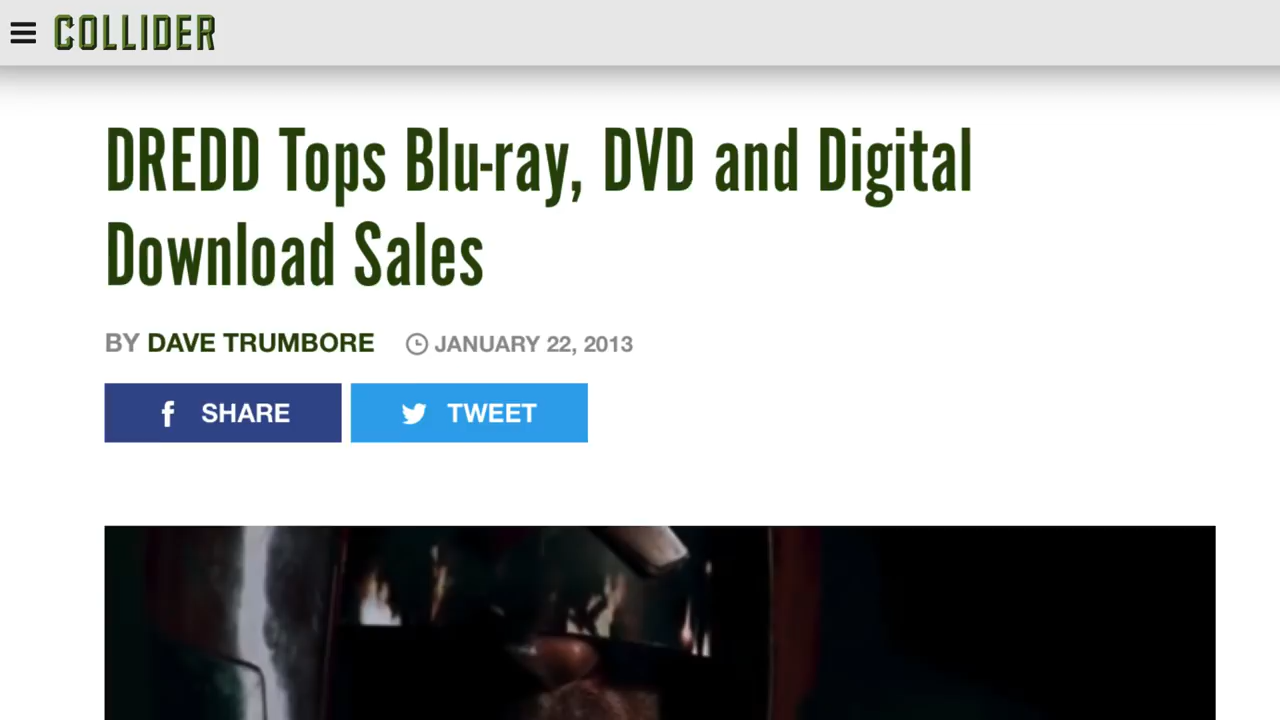 COLLIDER
DREDD Tops Blu-ray, DVD and Digital
Download Sales
BY DAVE TRUMBORE JANUARY 22, 2013
SHARE TWEET